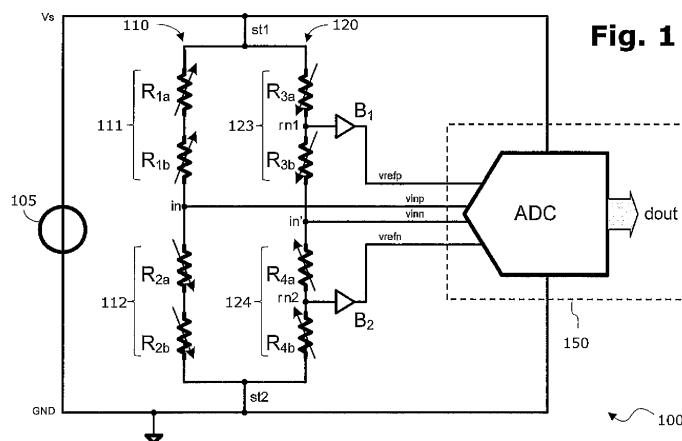 Vs
110
st1
120
Fig. 1
R1a
R3a
111
123
rn1
B1
R1b
R3b
vrefp
105
in
vinp
in'
vinn
ADC
dout
vrefn
R2a
R4a
112
124
rn2
B2
R2b
R4b
150
st2
GND
100